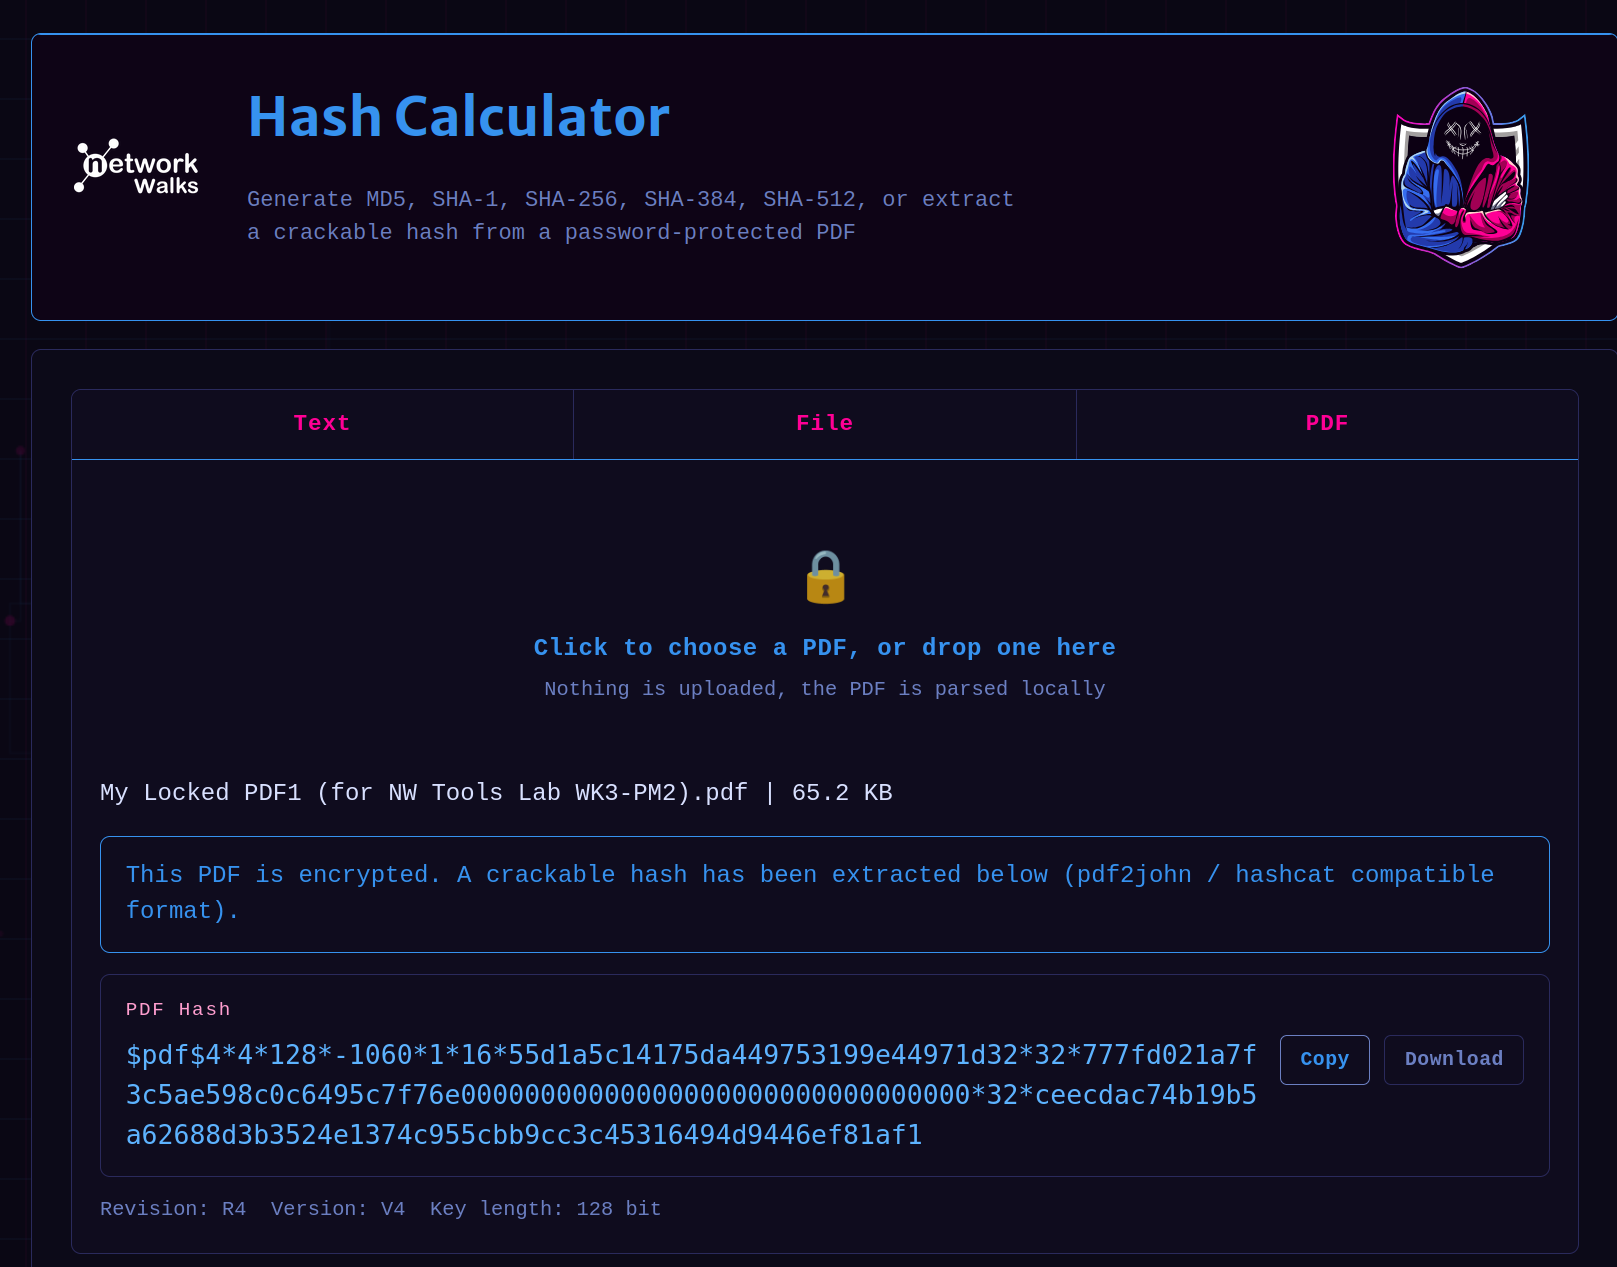 network
Walks
Hash Calculator
Generate MD5, SHA-1, SHA-256, SHA-384, SHA-512, or extract
a crackable hash from a password-protected PDF
Text
File
PDF
Click to choose a PDF, or drop one here
Nothing is uploaded, the PDF is parsed locally
My Locked PDF1 (for NW Tools Lab WK3-PM2).pdf | 65.2 KB
This PDF is encrypted. A crackable hash has been extracted below (pdf2john / hashcat compatible
format).
PDF Hash
$pdf$4*4*128*-1060*1*16*55d1a5c14175da449753199e44971d32*32*777fd021a7f
3c5ae598c0c6495c7f76e00000000000000000000000000000000*32*ceecdac74b19b5
a62688d3b3524e1374c955cbb9cc3c45316494d9446ef81af1
Copy
Download
Revision: R4 Version: V4 Key length: 128 bit